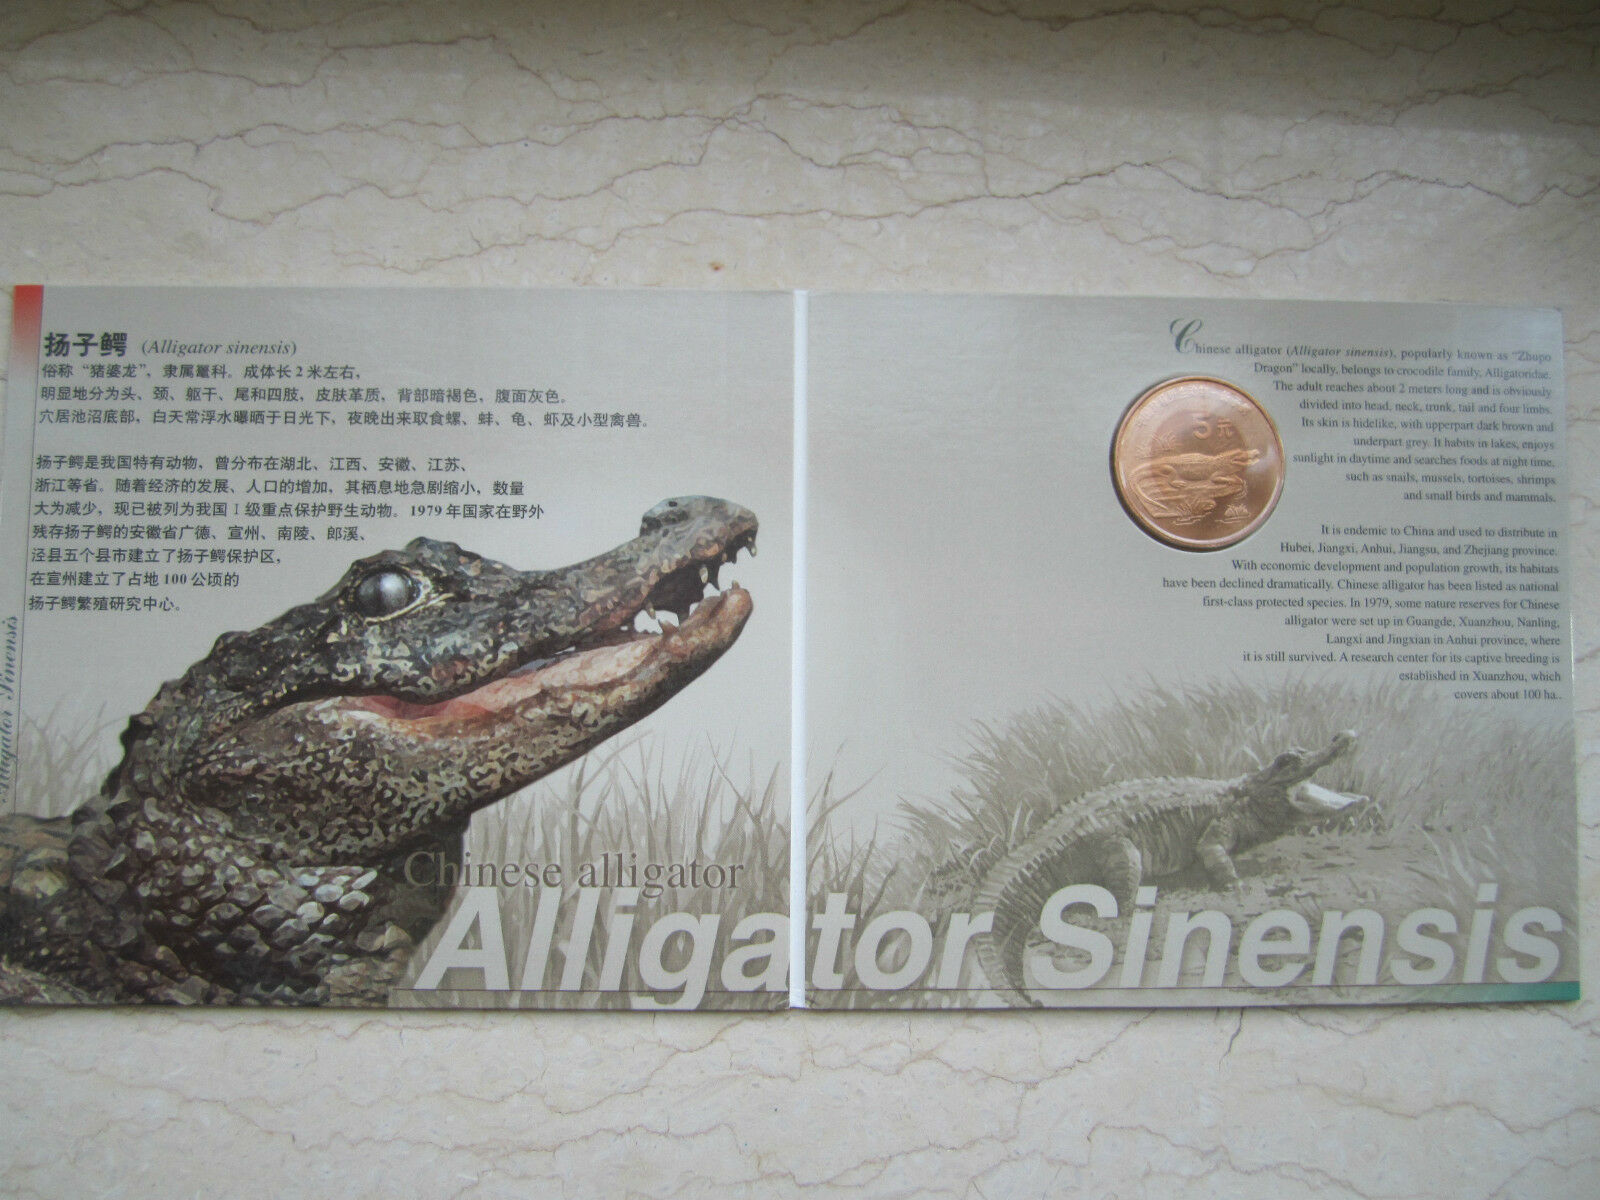 扬子鳄 (Alligator sinensis)
俗称“猪婆龙”，隶属鼍科。成体长 2 米左右，
明显地分为头、颈、躯干、尾和四肢，皮肤革质，背部暗褐色，腹面灰色。
穴居池沼底部，白天常浮水曝晒于日光下，夜晚出来取食螺、蚌、龟、虾及小型禽兽。
扬子鳄是我国特有动物，曾分布在湖北、江西、安徽、江苏、
浙江等省。随着经济的发展、人口的增加，其栖息地急剧缩小，数量
大为减少，现已被列为我国 I 级重点保护野生动物。1979 年国家在野外
残存扬子鳄的安徽省广德、宣州、南陵、郎溪、
泾县五个县市建立了扬子鳄保护区，
在宣州建立了占地 100 公顷的
扬子鳄繁殖研究中心。
Alligator Sinensis
Chinese alligator
Alligator Sinensis
Chinese alligator (Alligator sinensis), popularly known as “Zhupo
Dragon” locally, belongs to crocodile family, Alligatoridae.
The adult reaches about 2 meters long and is obviously
divided into head, neck, trunk, tail and four limbs.
Its skin is hidelike, with upperpart dark brown and
underpart grey. It habits in lakes, enjoys
sunlight in daytime and searches foods at night time,
such as snails, mussels, tortoises, shrimps
and small birds and mammals.
It is endemic to China and used to distribute in
Hubei, Jiangxi, Anhui, Jiangsu, and Zhejiang province.
With economic development and population growth, its habitats
have been declined dramatically. Chinese alligator has been listed as national
first-class protected species. In 1979, some nature reserves for Chinese
alligator were set up in Guangde, Xuanzhou, Nanling,
Langxi and Jingxian in Anhui province, where
it is still survived. A research center for its captive breeding is
established in Xuanzhou, which
covers about 100 ha..
5元